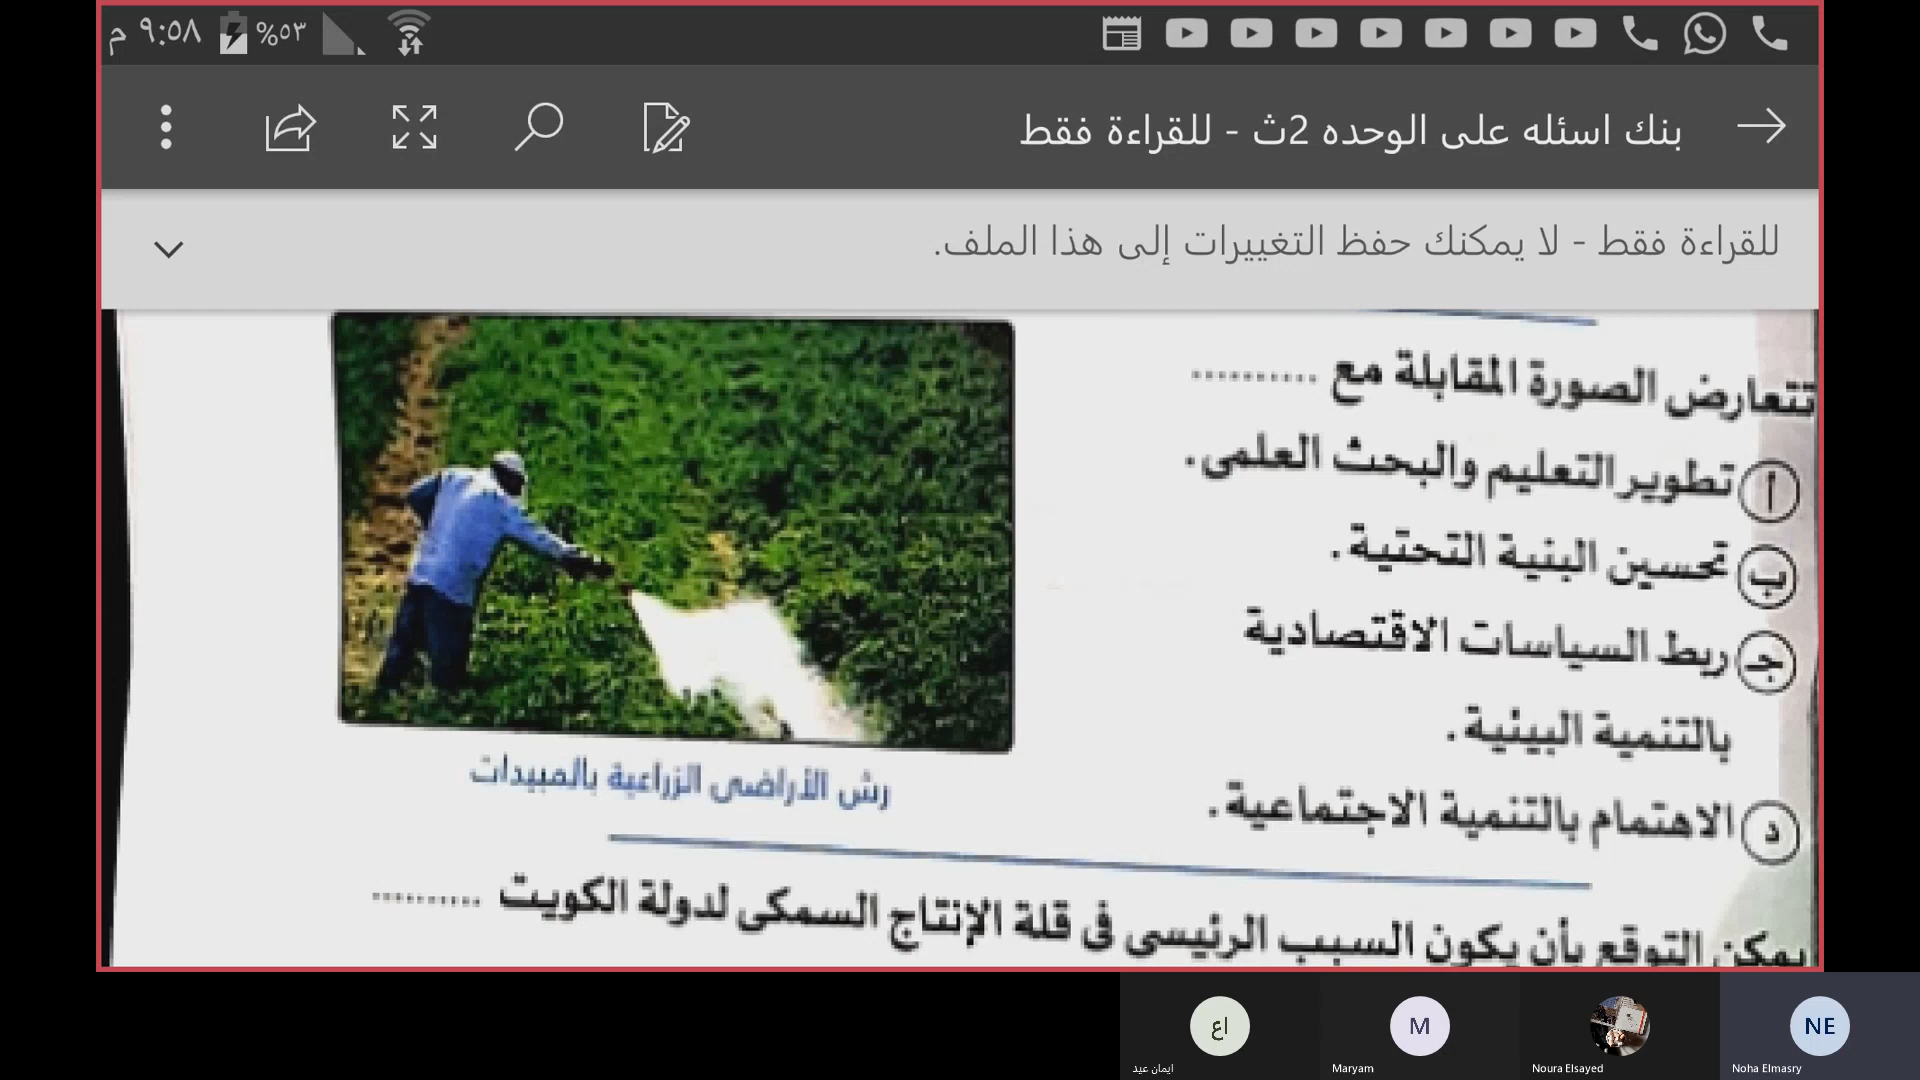 ٩:٥٨ م
%٥٣
بنك اسئله على الوحده 2ث - للقراءة فقط
للقراءة فقط - لا يمكنك حفظ التغييرات إلى هذا الملف.
تتعارض الصورة المقابلة مع ...........
أ تطوير التعليم والبحث العلمى.
ب تحسين البنية التحتية.
جـ ربط السياسات الاقتصادية
بالتنمية البيئية.
د الاهتمام بالتنمية الاجتماعية.
رش الأراضى الزراعية بالمبيدات
يمكن التوقع بأن يكون السبب الرئيسى فى قلة الإنتاج السمكى لدولة الكويت ..........
اع
ايمان عيد
M
Maryam
Noura Elsayed
NE
Noha Elmasry